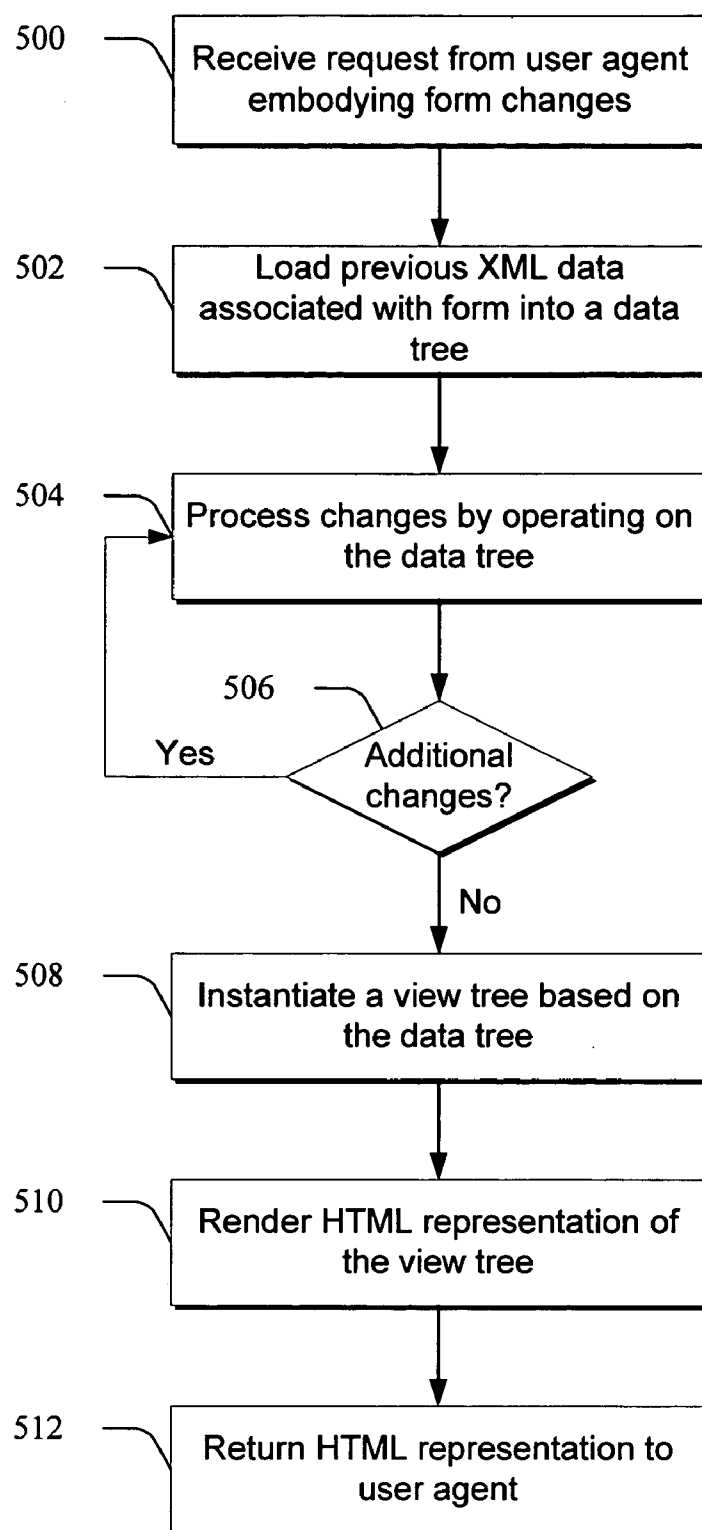 500
Receive request from user agent
embodying form changes
502
Load previous XML data
associated with form into a data
tree
504
Process changes by operating on
the data tree
506
Additional
changes?
Yes
No
508
Instantiate a view tree based on
the data tree
510
Render HTML representation of
the view tree
512
Return HTML representation to
user agent